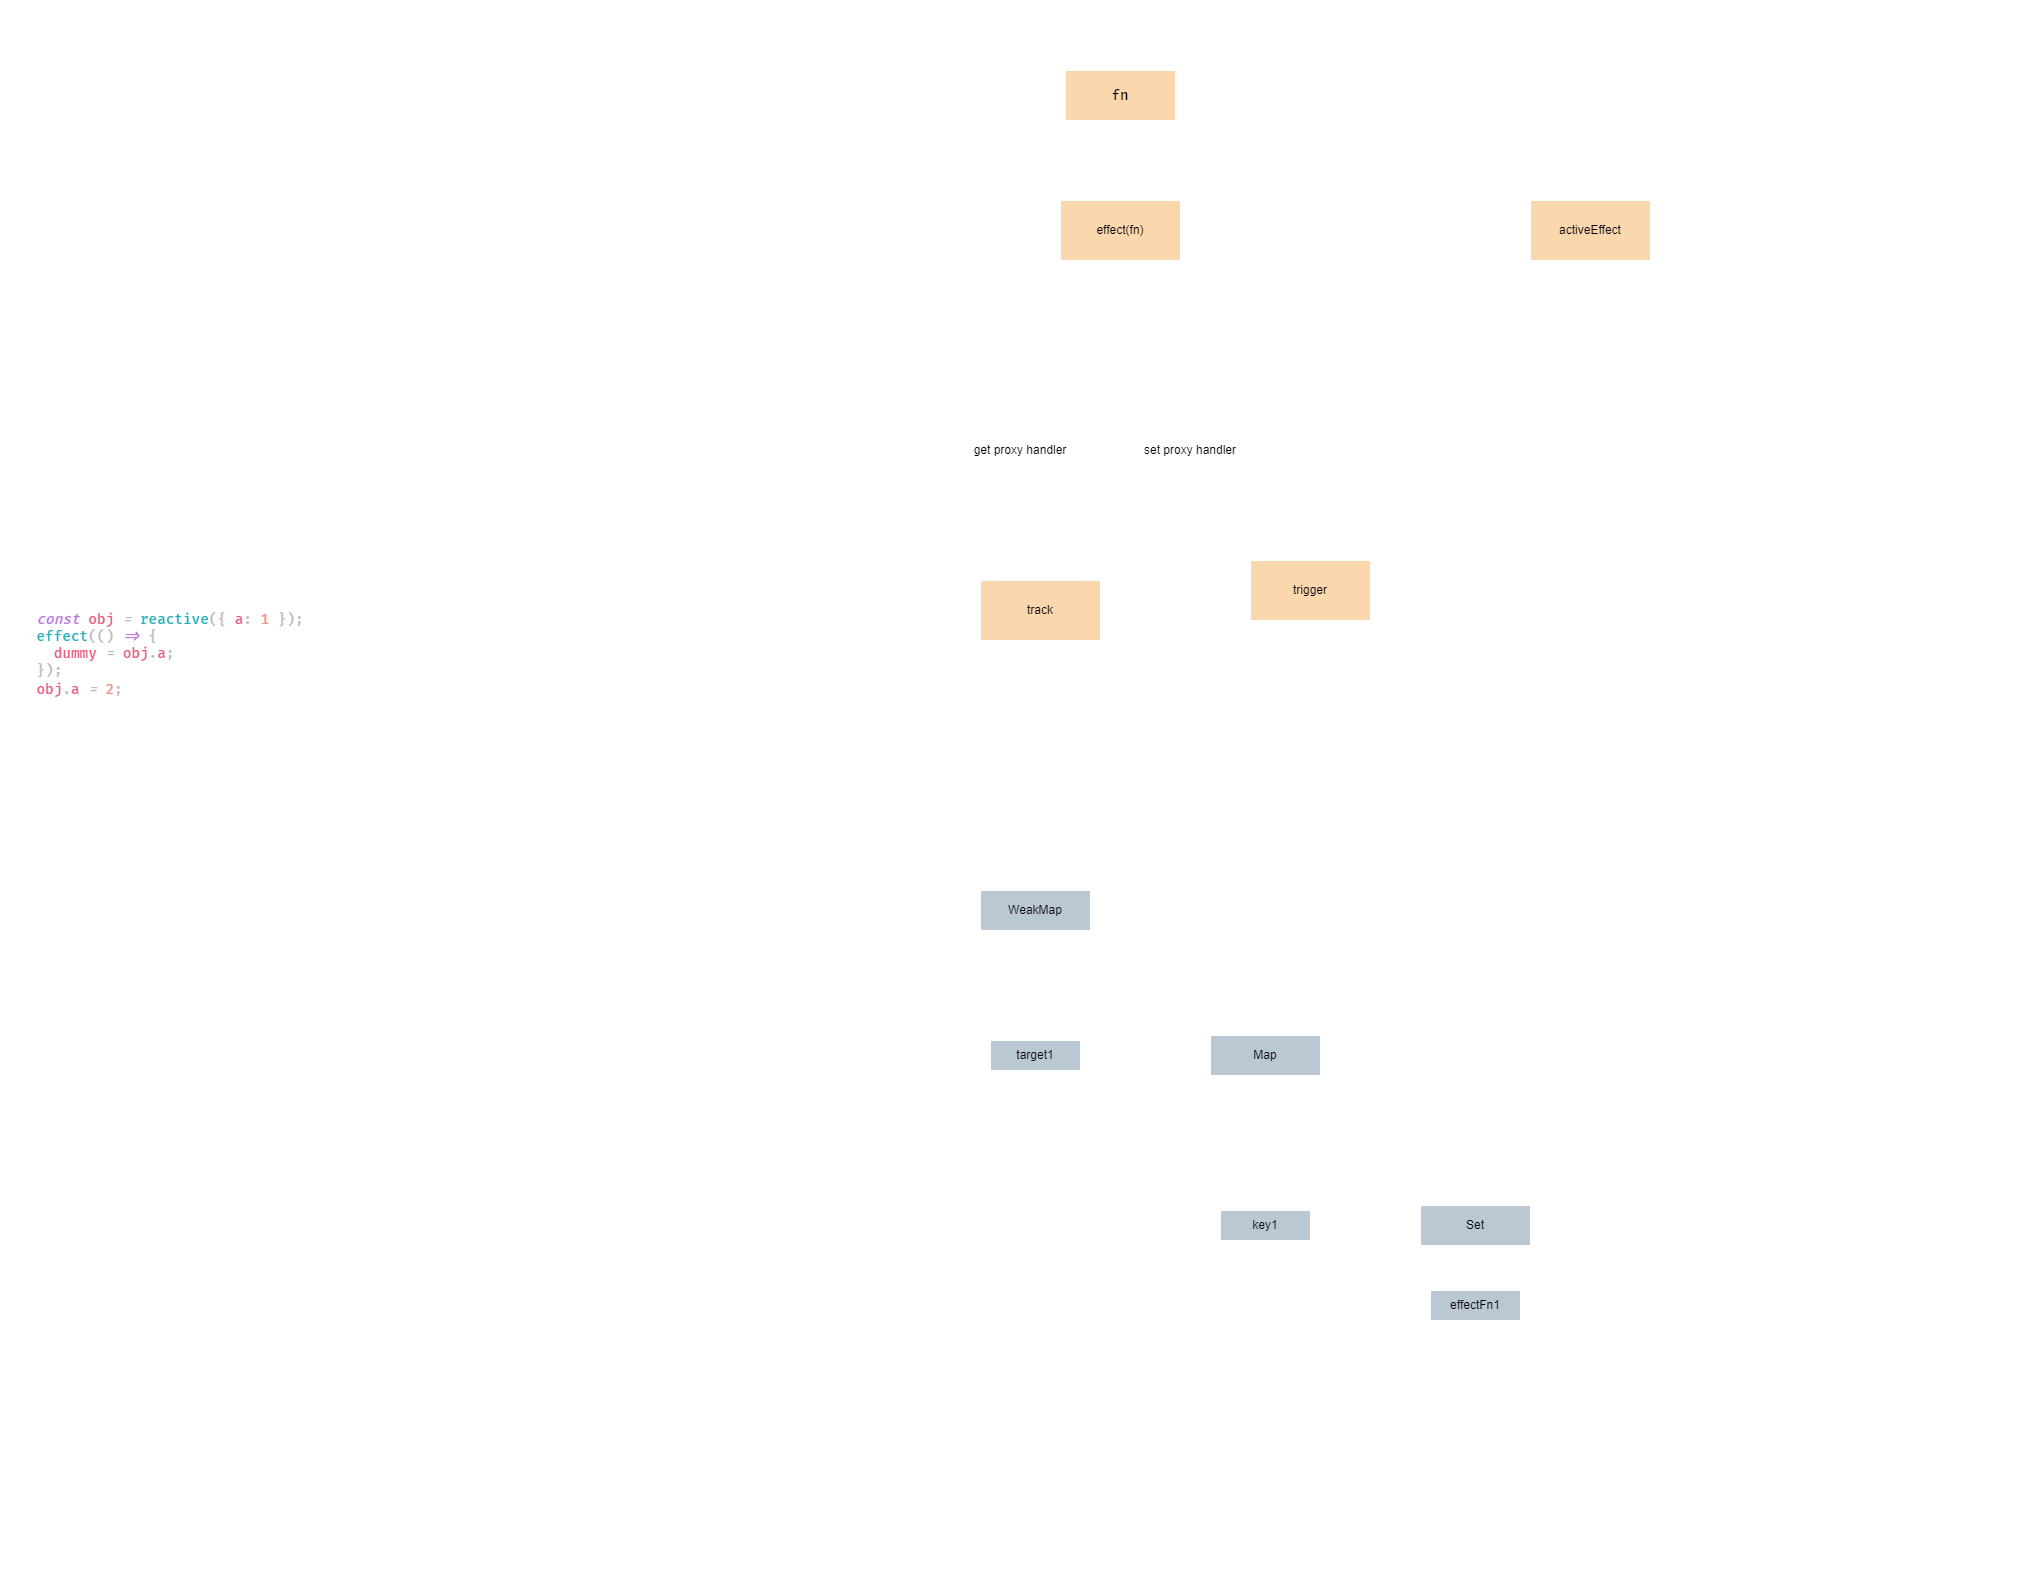 fn
effect(fn)
activeEffect
get proxy handler
set proxy handler
trigger
track
const obj = reactive({ a: 1 });
effect(() => {
  dummy = obj.a;
});
obj.a = 2;
WeakMap
target1
Map
key1
Set
effectFn1